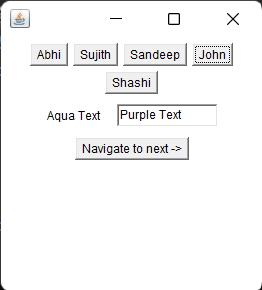 Abhi Sujith Sandeep John
Shashi
Aqua Text Purple Text
Navigate to next ->